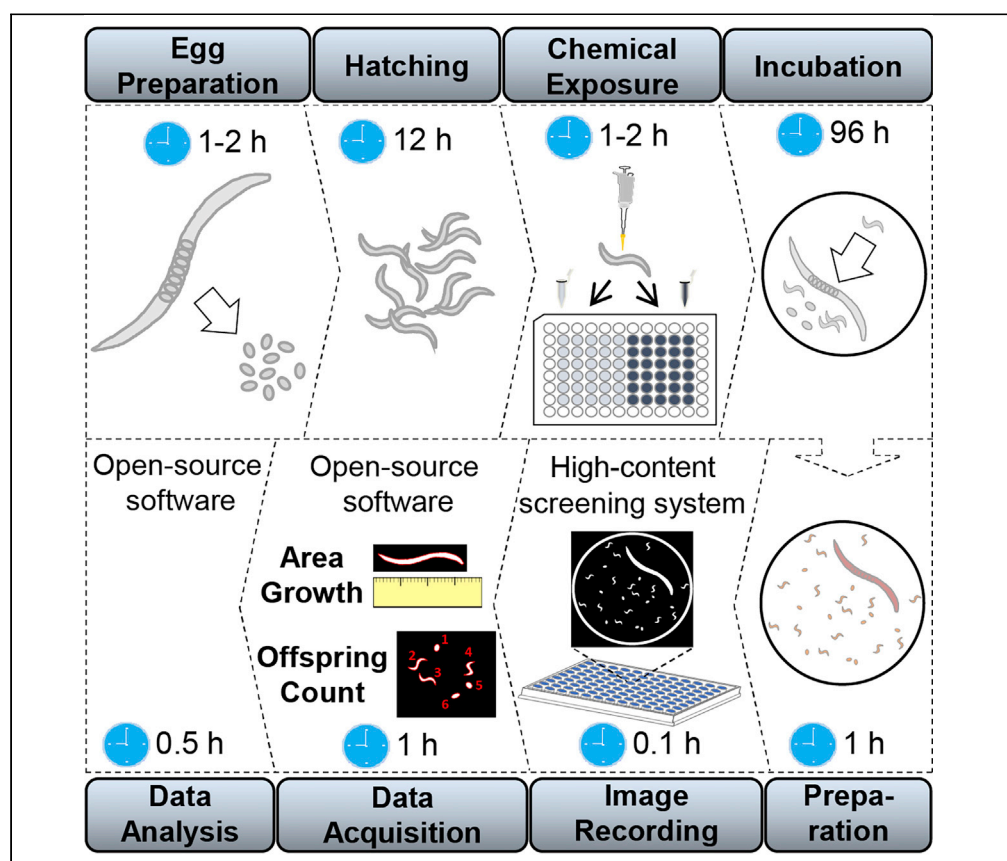 Egg
Preparation
Hatching
Chemical
Exposure
Incubation
1-2 h
12 h
1-2 h
96 h
Open-source
software
Open-source
software
High-content
screening system
Area
Growth
Offspring
Count
1
2
3
4
5
6
0.5 h
1 h
0.1 h
1 h
Data
Analysis
Data
Acquisition
Image
Recording
Prepa-
ration